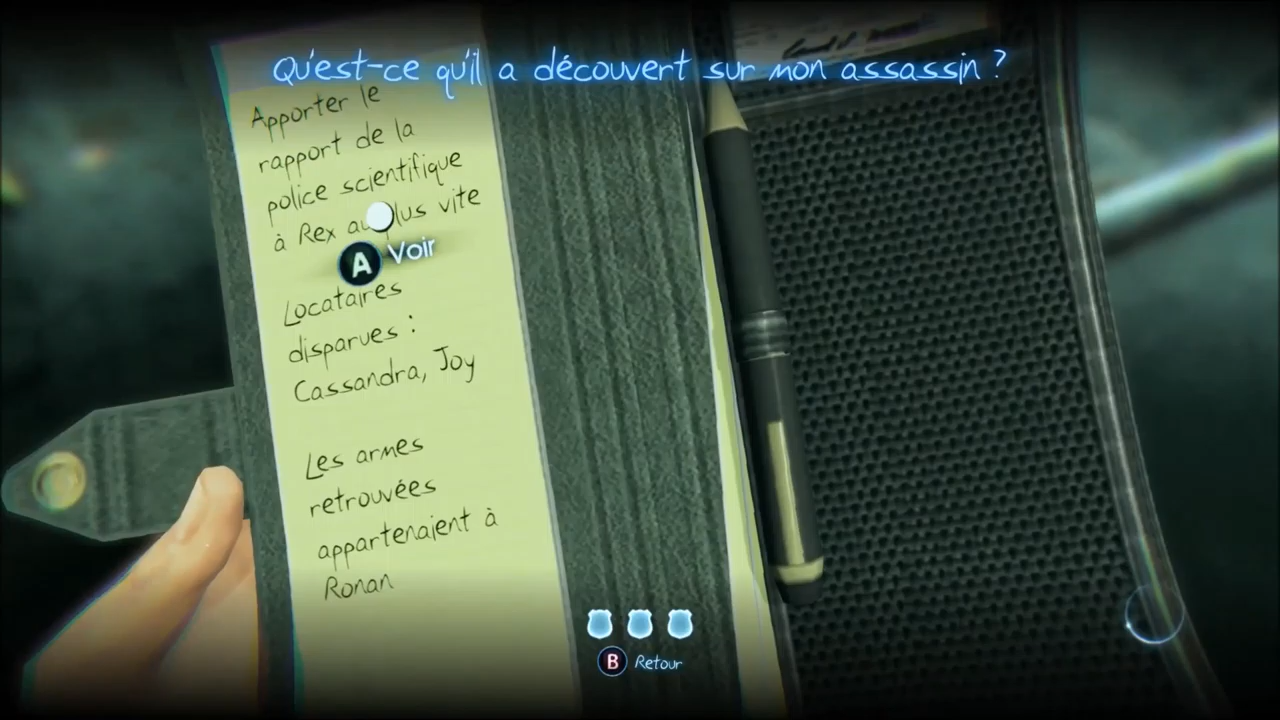 Qu'est-ce qu'il a découvert sur mon assassin ?
Apporter le
rapport de la
police scientifique
à Rex au plus vite
A Voir
Locataires
disparues :
Cassandra, Joy
Les armes
retrouvées
appartenaient à
Ronan
B Retour